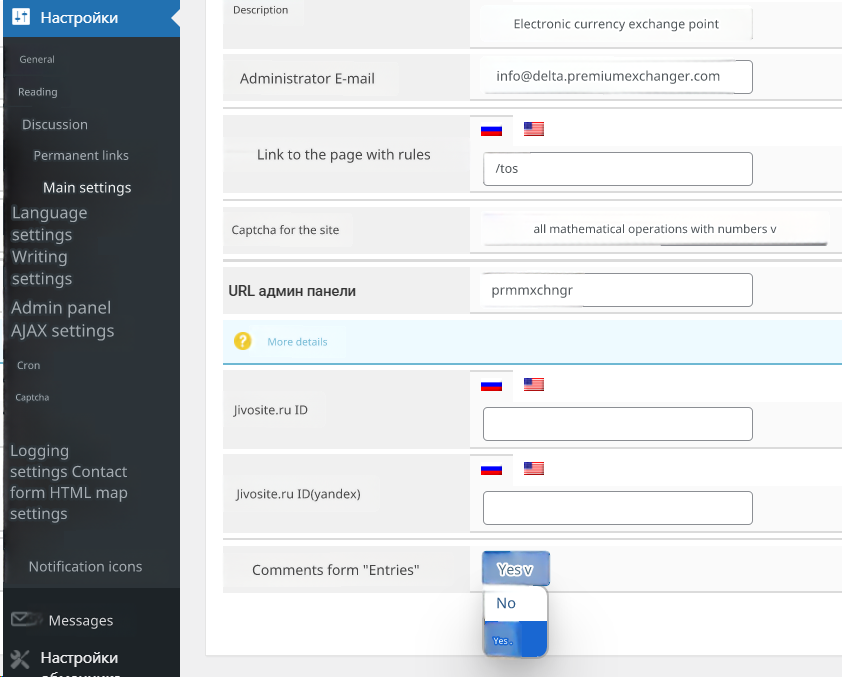 Настройки
General
Reading
Discussion
Permanent links
Main settings
Language
settings
Writing
settings
Admin panel
AJAX settings
Cron
Captcha
Logging
settings Contact
form HTML map
settings
Notification icons
Messages
Настройки
обменника
Description
Electronic currency exchange point
Administrator E-mail
info@delta.premiumexchanger.com
Link to the page with rules
/tos
Captcha for the site
all mathematical operations with numbers v
URL админ панели
prmmxchngr
? More details
Jivosite.ru ID
Jivosite.ru ID(yandex)
Comments form "Entries"
Yes v
No
Yes.